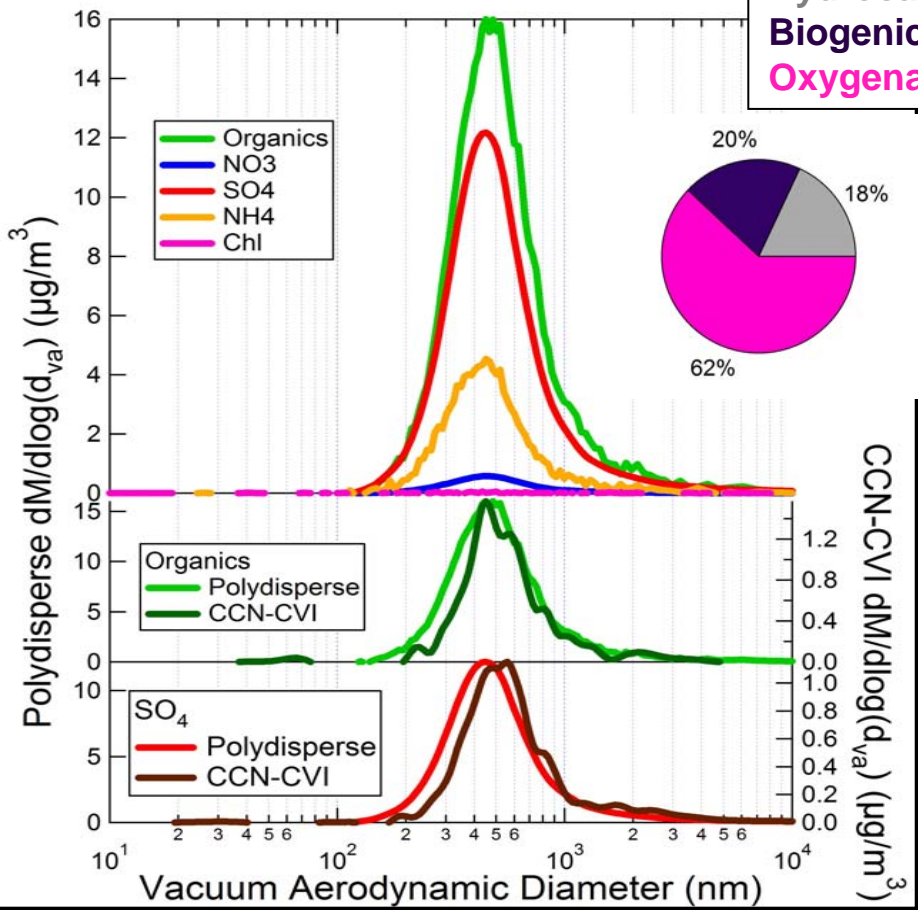 Biogenic
Oxygena
20%
18%
62%
16
14
12
10
8
6
4
2
0
Organics
NO3
SO4
NH4
Chl
Polydisperse dM/dlog(d_va) (µg/m³)
15
10
5
0
Organics
Polydisperse
CCN-CVI
1.2
0.8
0.4
0.0
10
5
0
SO₄
Polydisperse
CCN-CVI
1.0
0.8
0.6
0.4
0.2
0.0
CCN-CVI dM/dlog(d_va) (µg/m³)
2 3 4 5 6 2 3 4 5 6 2 3 4 5 6
10¹ 10² 10³ 10⁴
Vacuum Aerodynamic Diameter (nm)